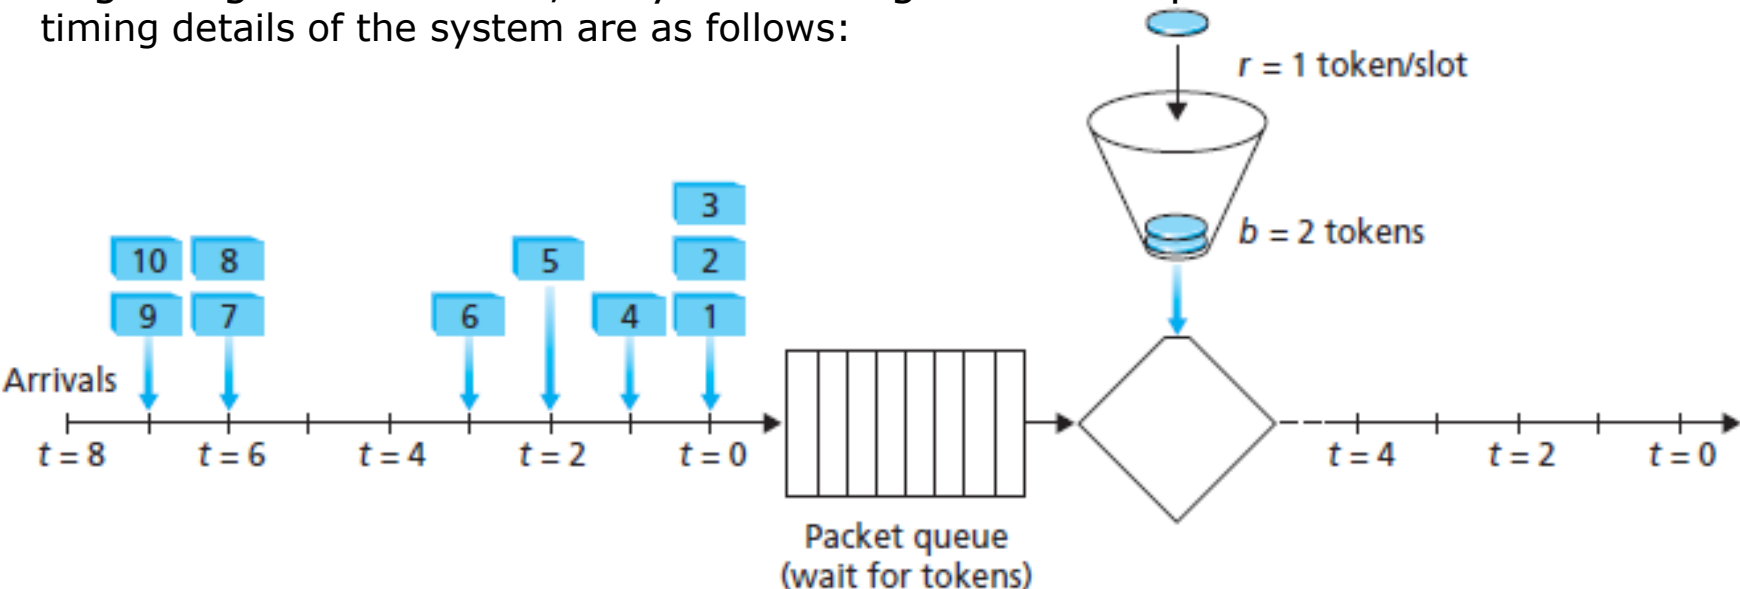 timing details of the system are as follows:
r = 1 token/slot
b = 2 tokens
3
10 8 5 2
9 7 6 4 1
Arrivals
t = 8 t = 6 t = 4 t = 2 t = 0 t = 4 t = 2 t = 0
Packet queue
(wait for tokens)